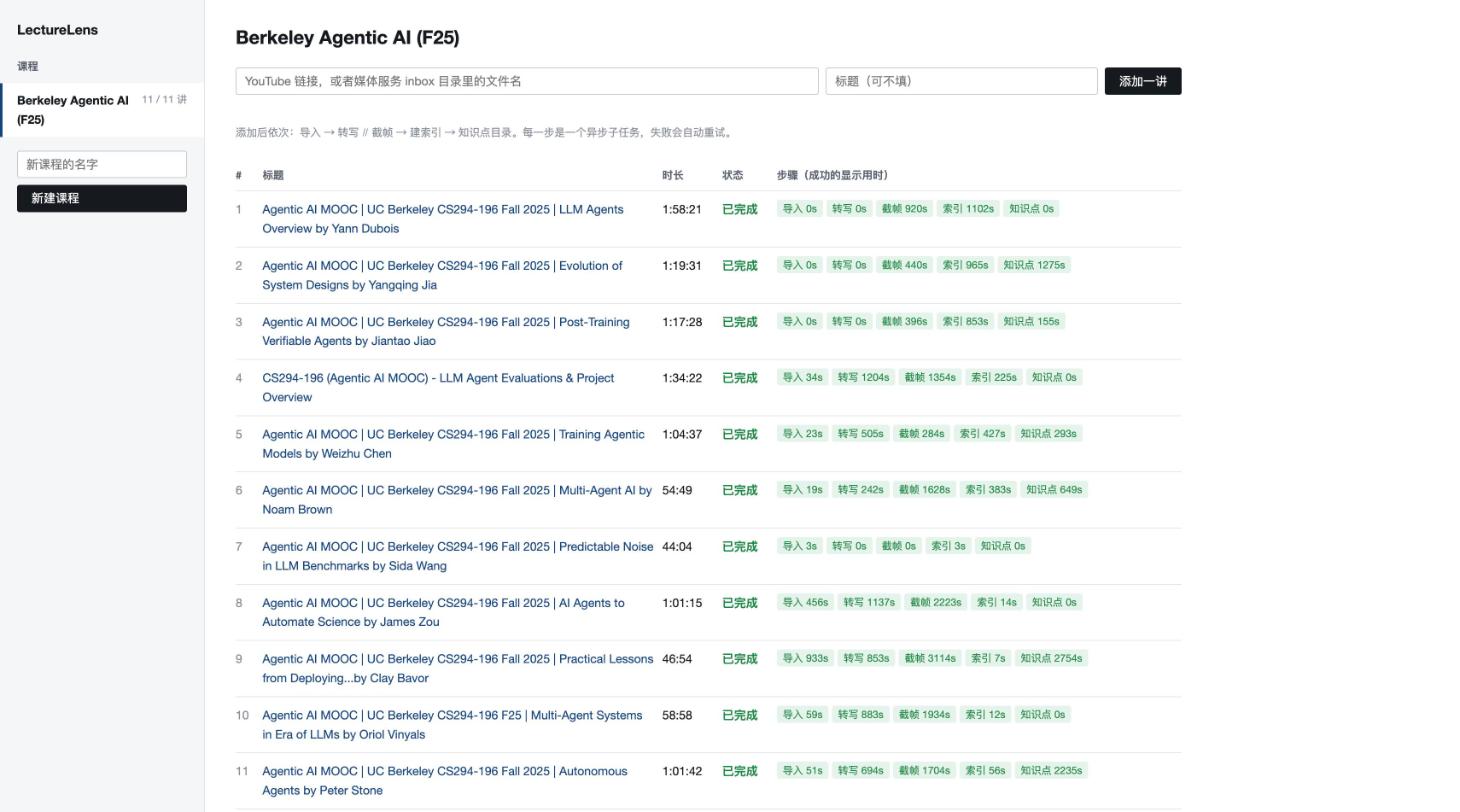 LectureLens
课程
Berkeley Agentic AI (F25)
11 / 11 讲
新课程的名字
新建课程
Berkeley Agentic AI (F25)
YouTube 链接，或者媒体服务 inbox 目录里的文件名
标题（可不填）
添加一讲
添加后依次：导入 → 转写 // 截帧 → 建索引 → 知识点目录。每一步是一个异步子任务，失败会自动重试。
# 标题 时长 状态 步骤（成功的显示用时）
1 Agentic AI MOOC | UC Berkeley CS294-196 Fall 2025 | LLM Agents 1:58:21 已完成 导入 0s 转写 0s 截帧 920s 索引 1102s 知识点 0s
Overview by Yann Dubois
2 Agentic AI MOOC | UC Berkeley CS294-196 Fall 2025 | Evolution of 1:19:31 已完成 导入 0s 转写 0s 截帧 440s 索引 965s 知识点 1275s
System Designs by Yangqing Jia
3 Agentic AI MOOC | UC Berkeley CS294-196 Fall 2025 | Post-Training 1:17:28 已完成 导入 0s 转写 0s 截帧 396s 索引 853s 知识点 155s
Verifiable Agents by Jiantao Jiao
4 CS294-196 (Agentic AI MOOC) - LLM Agent Evaluations & Project 1:34:22 已完成 导入 34s 转写 1204s 截帧 1354s 索引 225s 知识点 0s
Overview
5 Agentic AI MOOC | UC Berkeley CS294-196 Fall 2025 | Training Agentic 1:04:37 已完成 导入 23s 转写 505s 截帧 284s 索引 427s 知识点 293s
Models by Weizhu Chen
6 Agentic AI MOOC | UC Berkeley CS294-196 Fall 2025 | Multi-Agent AI by 54:49 已完成 导入 19s 转写 242s 截帧 1628s 索引 383s 知识点 649s
Noam Brown
7 Agentic AI MOOC | UC Berkeley CS294-196 Fall 2025 | Predictable Noise 44:04 已完成 导入 3s 转写 0s 截帧 0s 索引 3s 知识点 0s
in LLM Benchmarks by Sida Wang
8 Agentic AI MOOC | UC Berkeley CS294-196 Fall 2025 | AI Agents to 1:01:15 已完成 导入 456s 转写 1137s 截帧 2223s 索引 14s 知识点 0s
Automate Science by James Zou
9 Agentic AI MOOC | UC Berkeley CS294-196 Fall 2025 | Practical Lessons 46:54 已完成 导入 933s 转写 853s 截帧 3114s 索引 7s 知识点 2754s
from Deploying...by Clay Bavor
10 Agentic AI MOOC | UC Berkeley CS294-196 F25 | Multi-Agent Systems 58:58 已完成 导入 59s 转写 883s 截帧 1934s 索引 12s 知识点 0s
in Era of LLMs by Oriol Vinyals
11 Agentic AI MOOC | UC Berkeley CS294-196 Fall 2025 | Autonomous 1:01:42 已完成 导入 51s 转写 694s 截帧 1704s 索引 56s 知识点 2235s
Agents by Peter Stone